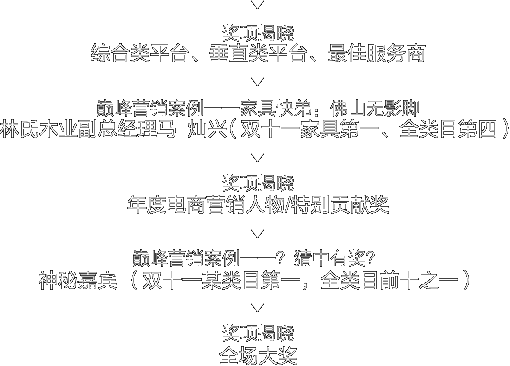 奖项揭晓
综合类平台、垂直类平台、最佳服务商
巅峰营销案例——家具快弟：佛山无影脚
林氏木业副总经理马 灿兴（双十一家具第一、全类目第四）
奖项揭晓
年度电商营销人物/特别贡献奖
巅峰营销案例——？猜中有奖？
神秘嘉宾（双十一某类目第一，全类目前十之一）
奖项揭晓
全场大奖